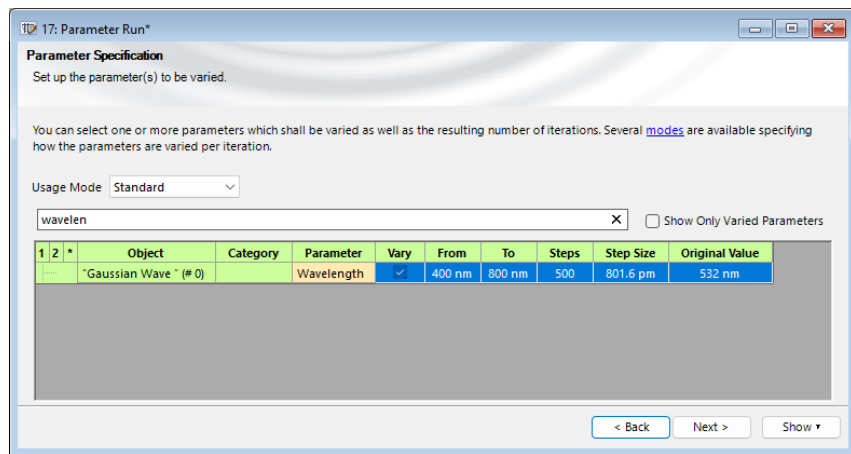 17: Parameter Run*
Parameter Specification
Set up the parameter(s) to be varied.
You can select one or more parameters which shall be varied as well as the resulting number of iterations. Several modes are available specifying
how the parameters are varied per iteration.
Usage Mode Standard
wavelen Show Only Varied Parameters
1 2 * Object Category Parameter Vary From To Steps Step Size Original Value
"Gaussian Wave " (# 0) Wavelength 400 nm 800 nm 500 801.6 pm 532 nm
< Back Next > Show